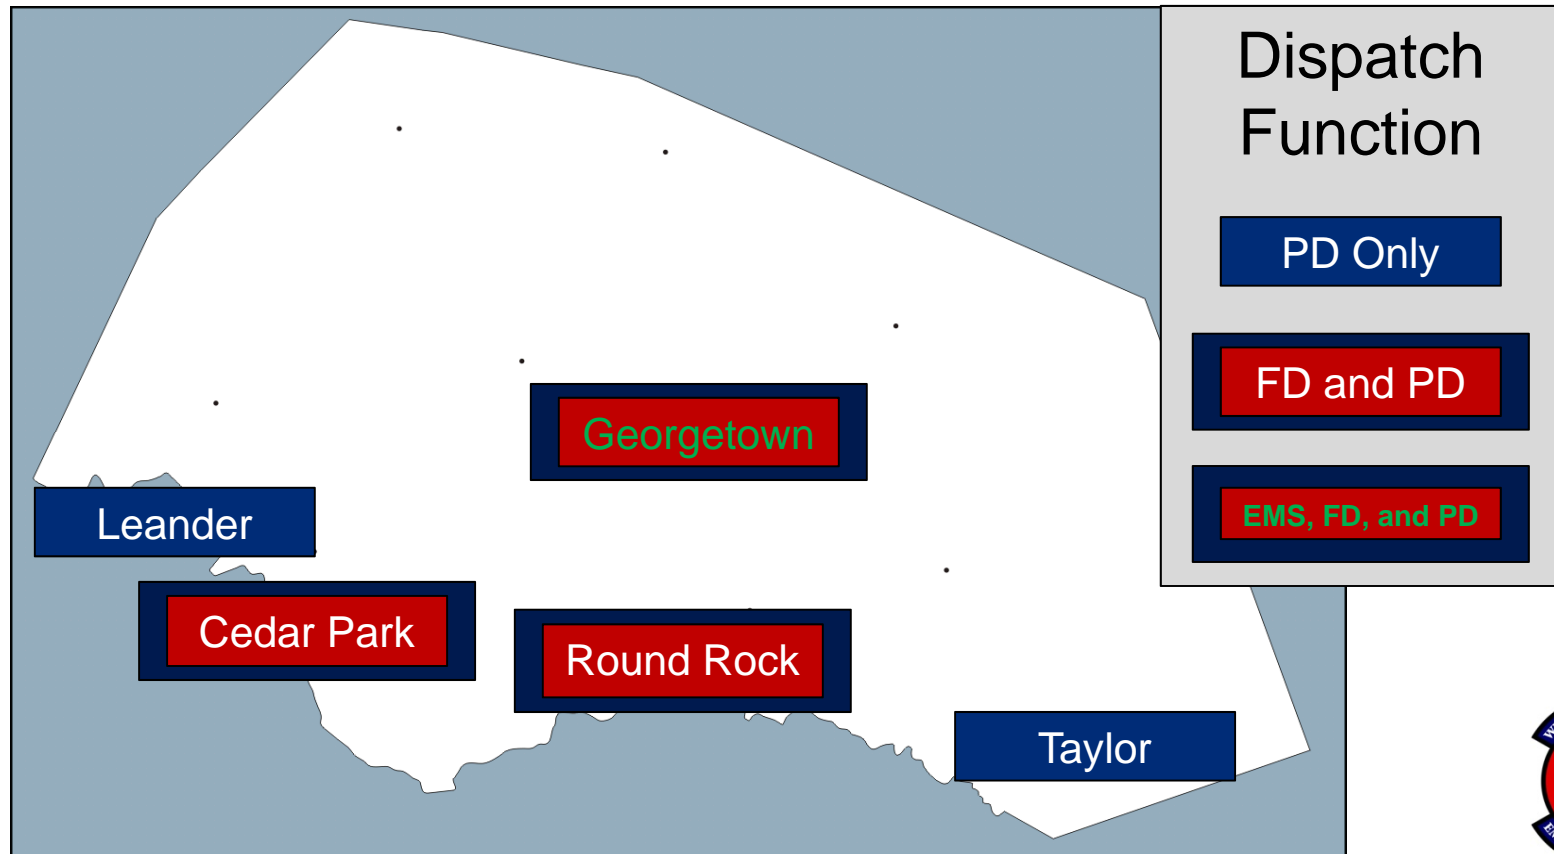 Dispatch
Function
PD Only
FD and PD
EMS, FD, and PD
Georgetown
Leander
Cedar Park
Round Rock
Taylor